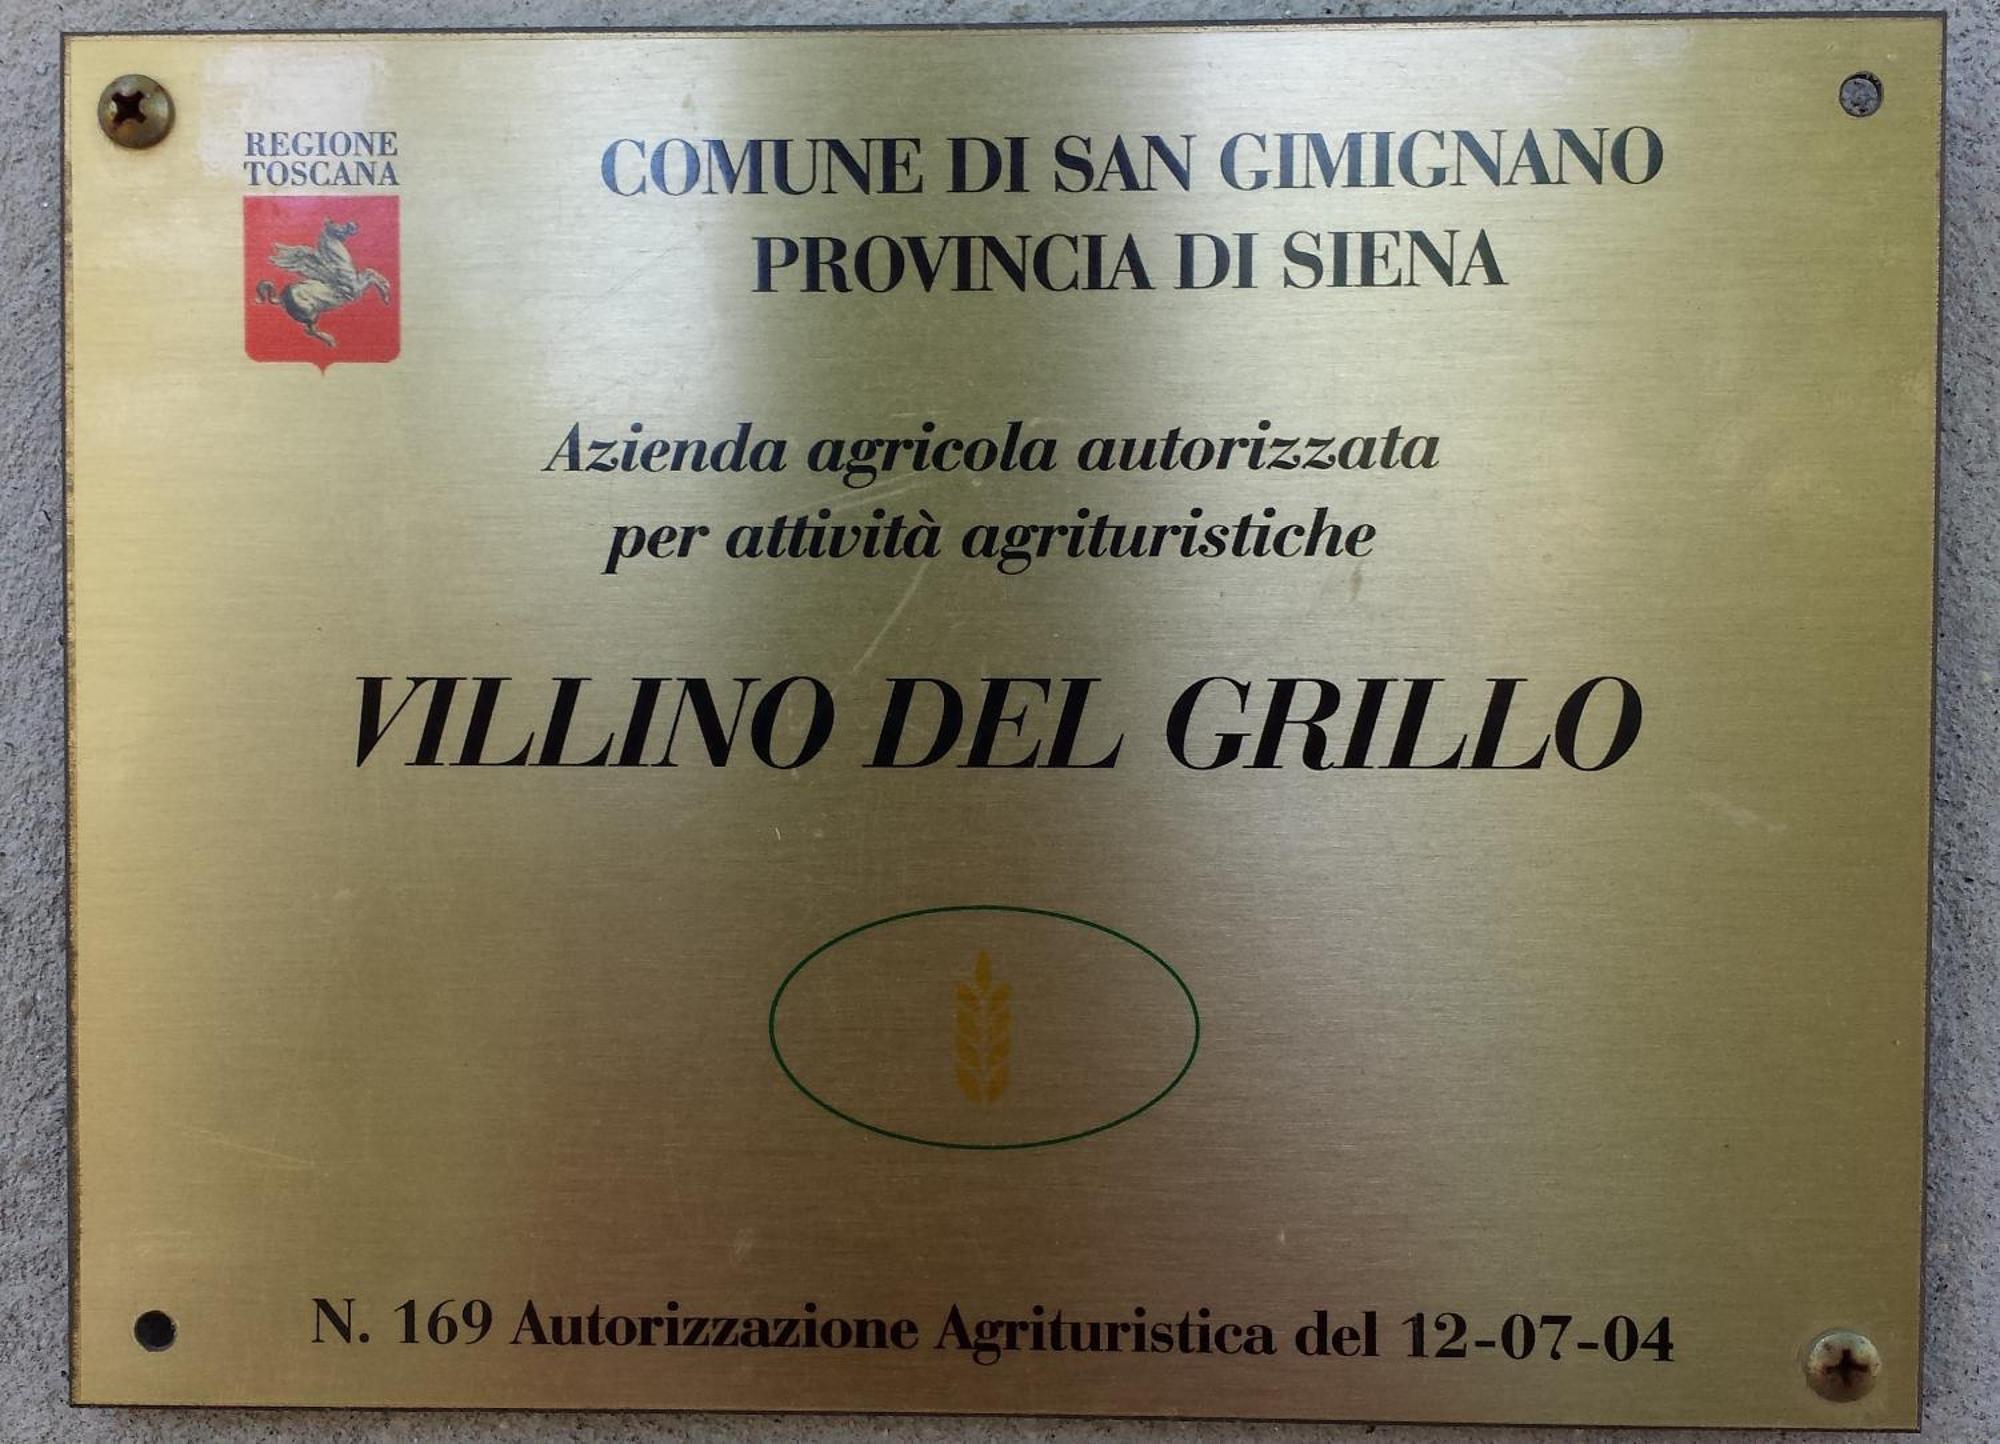 REGIONE
TOSCANA
COMUNE DI SAN GIMIGNANO
PROVINCIA DI SIENA
Azienda agricola autorizzata
per attività agrituristiche
VILLINO DEL GRILLO
N. 169 Autorizzazione Agrituristica del 12-07-04